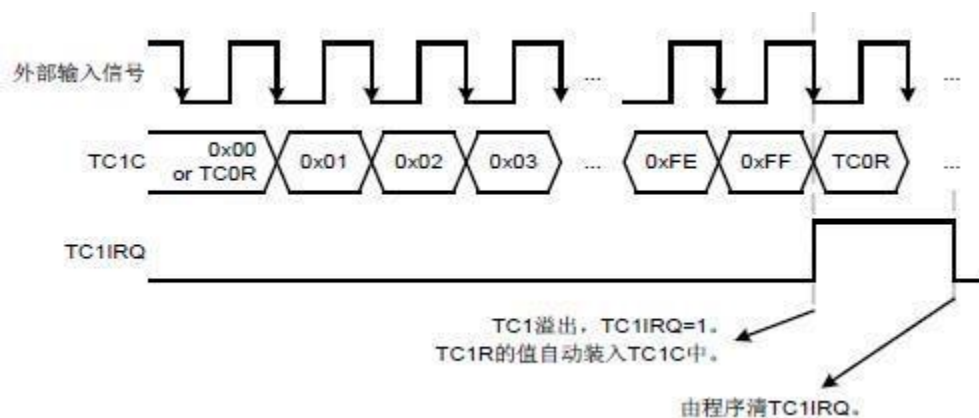 外部输入信号
...
...
TC1C
0x00
or TC0R
0x01
0x02
0x03
...
0xFE
0xFF
TC0R
...
TC1IRQ
...
TC1溢出，TC1IRQ=1。
TC1R的值自动装入TC1C中。
由程序清TC1IRQ。